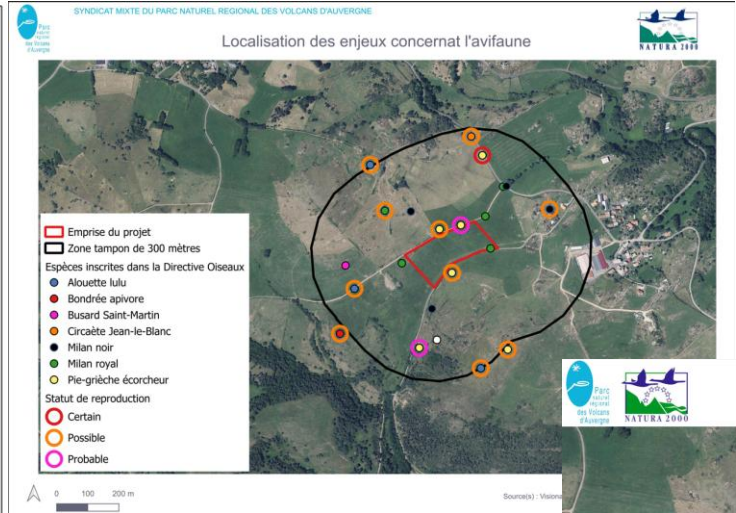 SYNDICAT MIXTE DU PARC NATUREL REGIONAL DES VOLCANS D'AUVERGNE
Parc
naturel
régional
des Volcans
d'Auvergne
Localisation des enjeux concernat l'avifaune
NATURA 2000
Emprise du projet
Zone tampon de 300 mètres
Espèces inscrites dans la Directive Oiseaux
Alouette lulu
Bondrée apivore
Busard Saint-Martin
Circaète Jean-le-Blanc
Milan noir
Milan royal
Pie-grièche écorcheur
Statut de reproduction
Certain
Possible
Probable
0 100 200 m
Source(s) :
Parc
naturel
régional
des Volcans
d'Auvergne
NATURA 2000